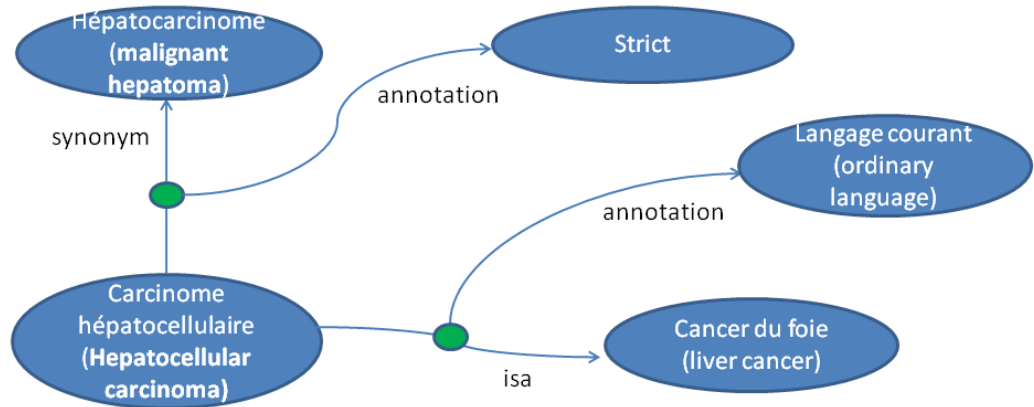 Hépatocarcinome
(malignant
hepatoma)
Strict
annotation
synonym
Langage courant
(ordinary
language)
annotation
Carcinome
hépatocellulaire
(Hepatocellular
carcinoma)
Cancer du foie
(liver cancer)
isa